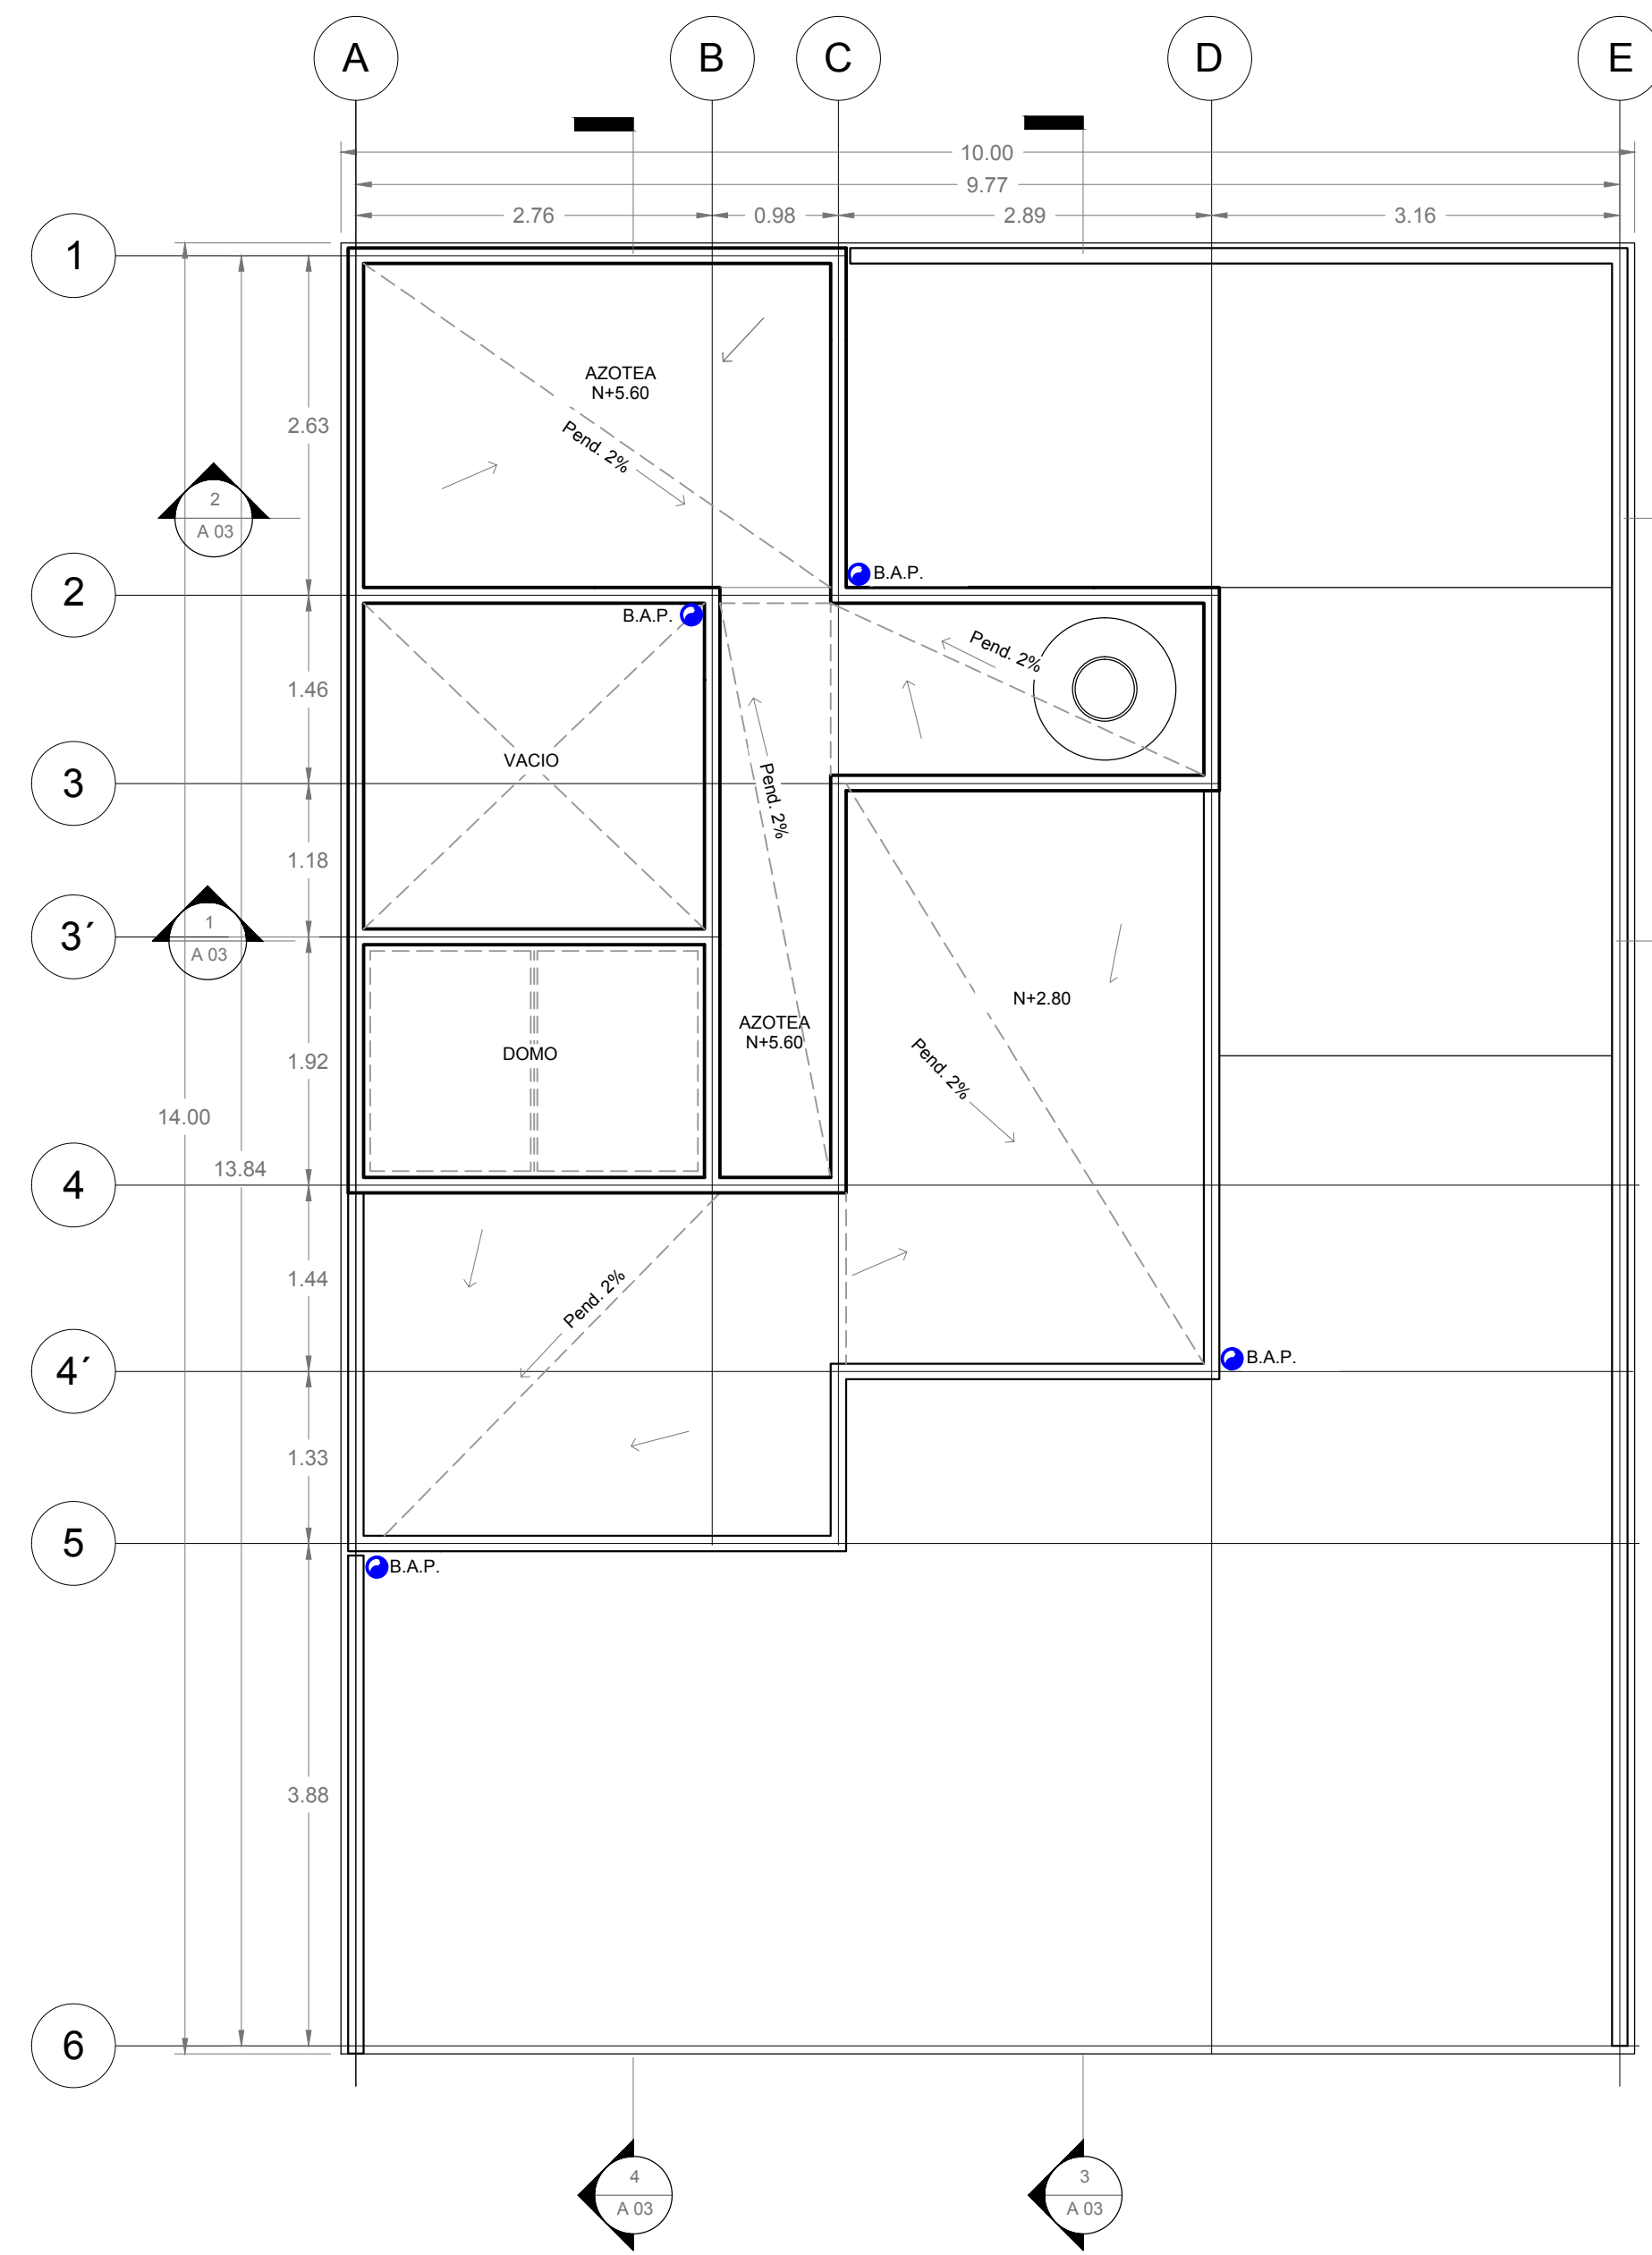 A B C D E
10.00
9.77
2.76 0.98 2.89 3.16
1
AZOTEA
N+5.60
2.63
Pend. 2%
2
A 03
B.A.P.
2
B.A.P.
Pend. 2%
1.46
VACIO
3
Pend. 2%
1.18
1
A 03
3´
N+2.80
AZOTEA
N+5.60
DOMO
1.92
Pend. 2%
14.00
13.84
4
1.44
Pend. 2%
B.A.P.
4´
1.33
5
B.A.P.
3.88
6
4
A 03
3
A 03